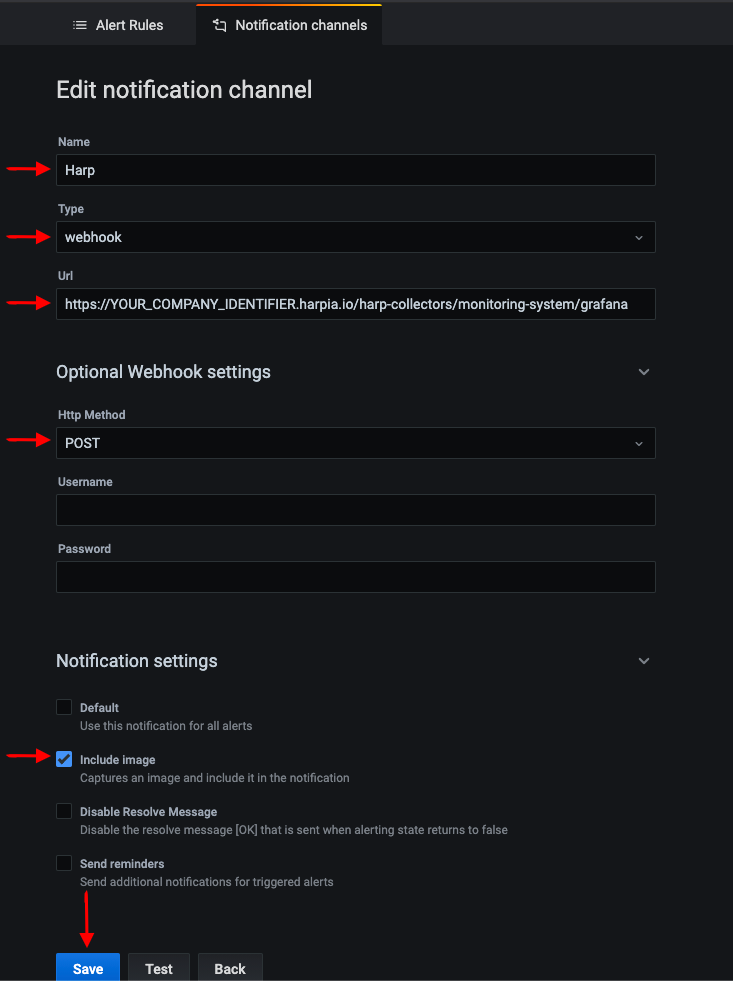 Alert Rules
Notification channels
Edit notification channel
Name
Harp
Type
webhook
Url
https://YOUR_COMPANY_IDENTIFIER.harpia.io/harp-collectors/monitoring-system/grafana
Optional Webhook settings
Http Method
POST
Username
Password
Notification settings
Default
Use this notification for all alerts
Include image
Captures an image and include it in the notification
Disable Resolve Message
Disable the resolve message [OK] that is sent when alerting state returns to false
Send reminders
Send additional notifications for triggered alerts
Save
Test
Back